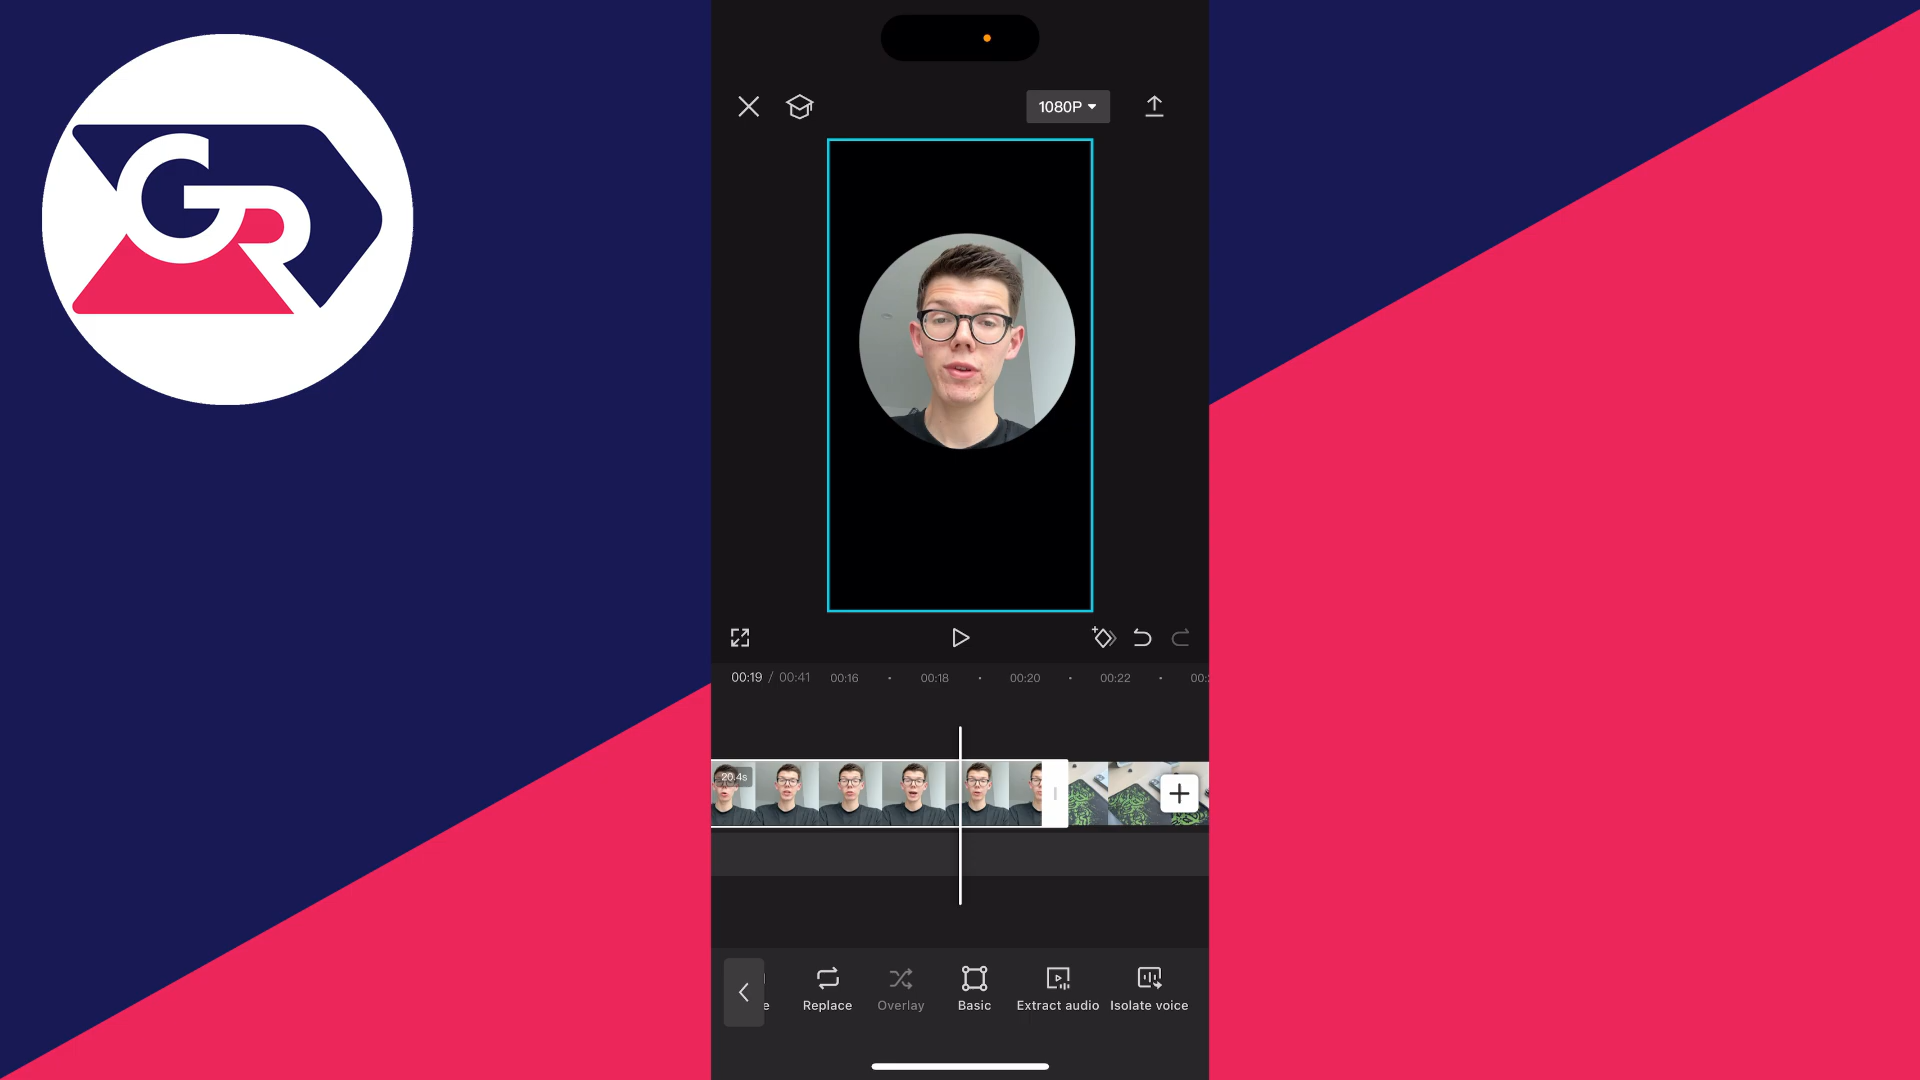 GR
1080P
00:19 / 00:41
00:16
00:18
00:20
00:22
20.4s
Replace
Overlay
Basic
Extract audio
Isolate voice